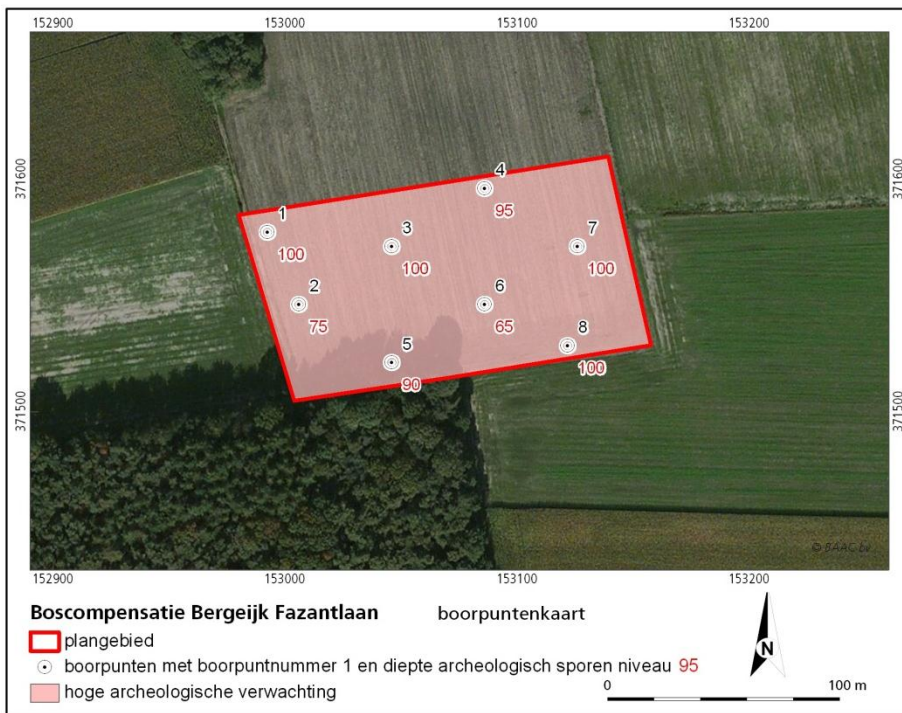 152900 153000 153100 153200
371600 371600
371500 371500
4
95
1
100
3
100
7
100
2
75
6
65
8
100
5
90
© BAAC bv
152900 153000 153100 153200
Boscompensatie Bergeijk Fazantlaan boorpuntenkaart
plangebied
boorpunten met boorpuntnummer 1 en diepte archeologisch sporen niveau 95
hoge archeologische verwachting
N
0 100 m